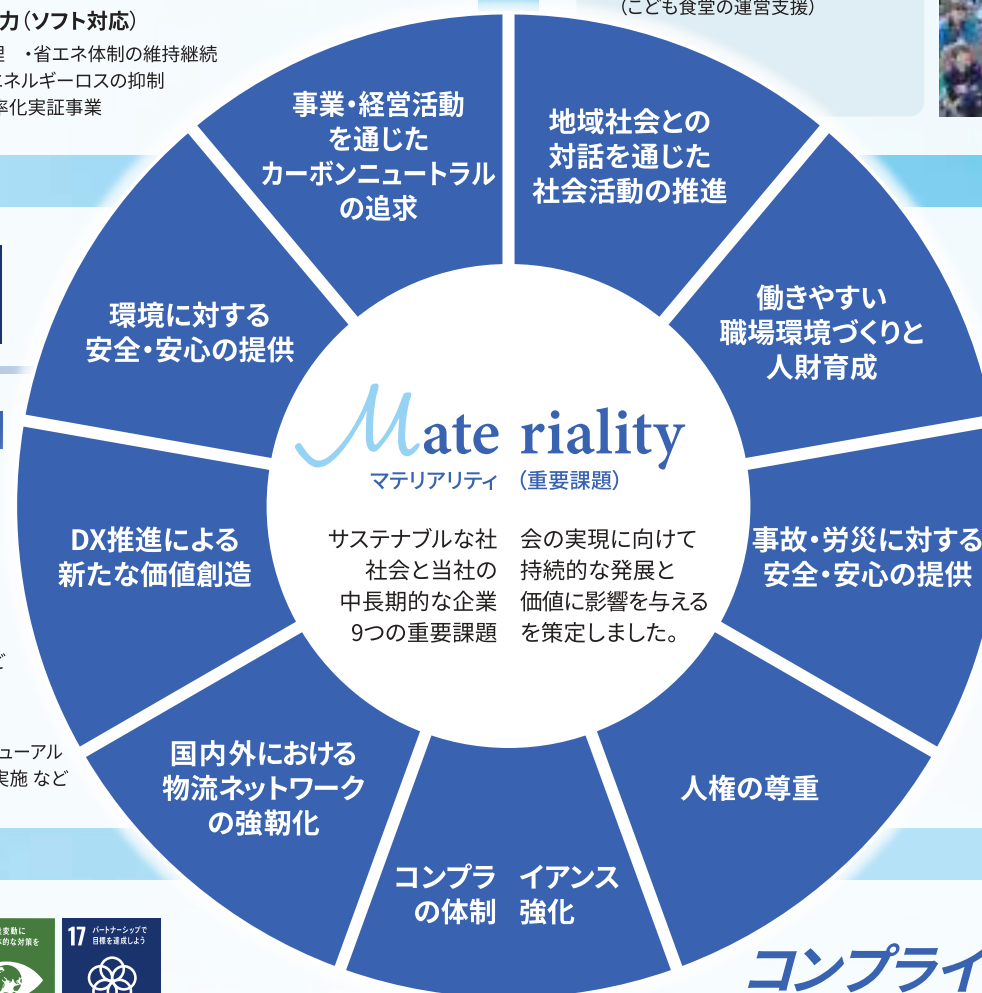 力（ソフト対応）
・省エネ体制の維持継続
ネルギーロスの抑制
率化実証事業
（こども食堂の運営支援）
事業・経営活動
を通じた
カーボンニュートラル
の追求
地域社会との
対話を通じた
社会活動の推進
環境に対する
安全・安心の提供
働きやすい
職場環境づくりと
人財育成
Mate riality
マテリアリティ （重要課題）
サステナブルな社 会の実現に向けて
社会と当社の 持続的な発展と
中長期的な企業 価値に影響を与える
9つの重要課題 を策定しました。
DX推進による
新たな価値創造
事故・労災に対する
安全・安心の提供
ューアル
実施 など
国内外における
物流ネットワーク
の強靭化
人権の尊重
コンプラ イアンス
の体制 強化
変動に
的な対策を
17 パートナーシップで
目標を達成しよう
コンプライ